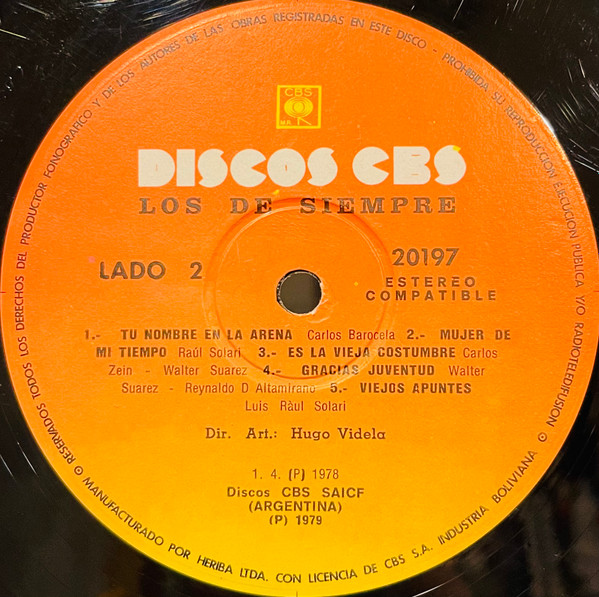 CBS
MR
DISCOS CBS
LOS DE SIEMPRE
LADO 2
20197
ESTEREO
COMPATIBLE
1.- TU NOMBRE EN LA ARENA Carlos Barocela 2.- MUJER DE
MI TIEMPO Raúl Solari 3.- ES LA VIEJA COSTUMBRE Carlos
Zein - Walter Suarez 4.- GRACIAS JUVENTUD Walter
Suarez - Reynaldo D Altamirano 5.- VIEJOS APUNTES
Luis Ràul Solari
Dir. Art.: Hugo Videla
1. 4. (P) 1978
Discos CBS SAICF
(ARGENTINA)
(P) 1979
RESERVADOS TODOS LOS DERECHOS DEL PRODUCTOR FONOGRAFICO Y DE LOS AUTORES DE LAS OBRAS REGISTRADAS EN ESTE DISCO - PROHIBIDA SU REPRODUCCION EJECUCION PUBLICA Y/O RADIOTELEDIFUSION
MANUFACTURADO POR HERIBA LTDA. CON LICENCIA DE CBS S.A. INDUSTRIA BOLIVIANA